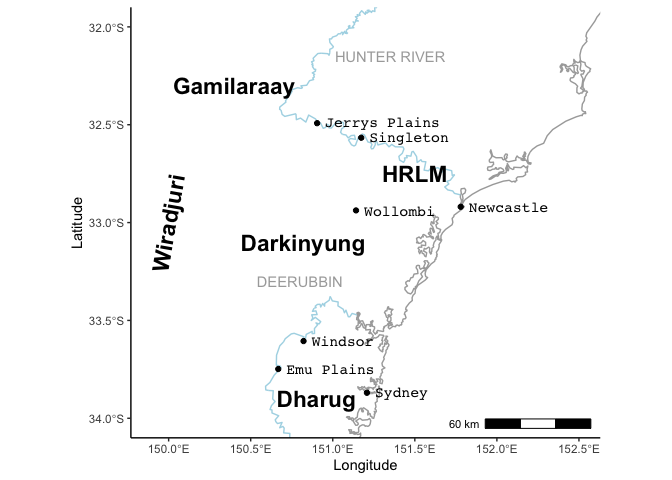 32.0°S
HUNTER RIVER
Gamilaraay
32.5°S
Jerrys Plains
Singleton
HRLM
Wiradjuri
Newcastle
Wollombi
33.0°S
Darkinyung
Latitude
DEERUBBIN
33.5°S
Windsor
Emu Plains
Sydney
Dharug
34.0°S
60 km
150.0°E 150.5°E 151.0°E 151.5°E 152.0°E 152.5°E
Longitude